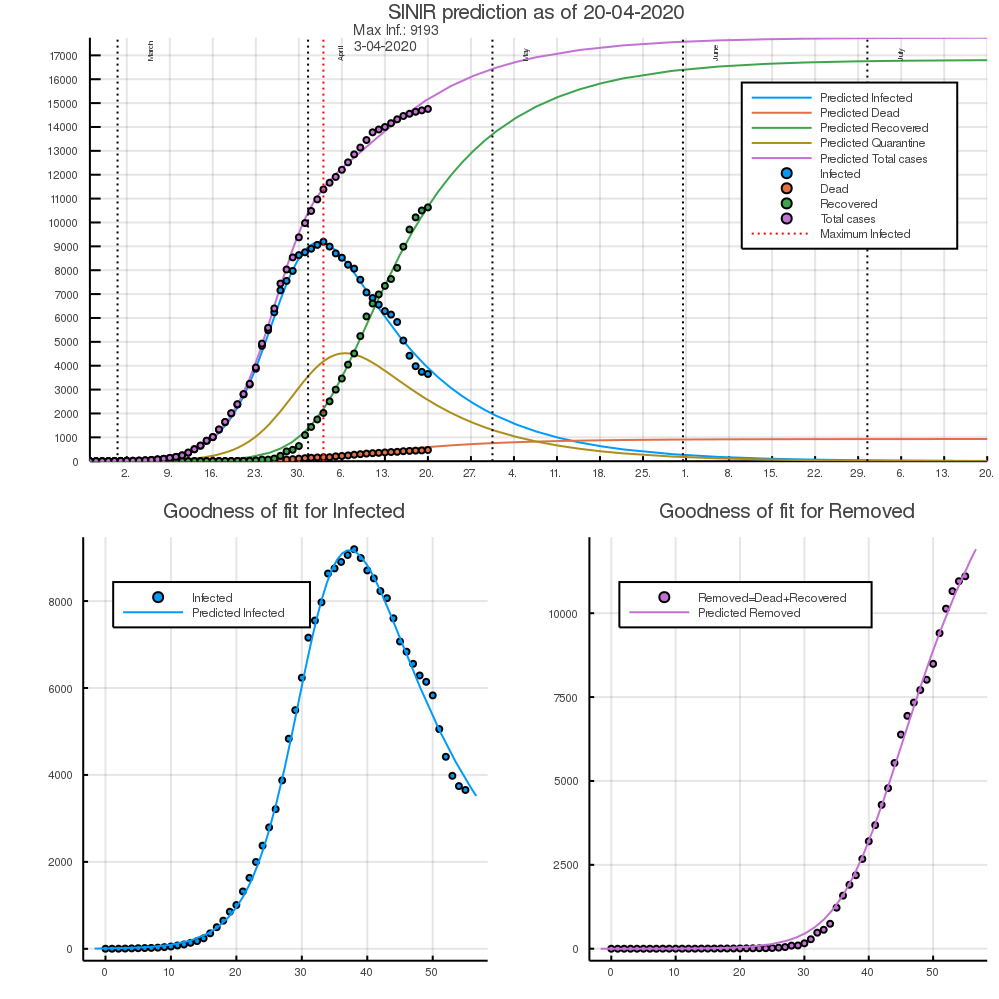 SINIR prediction as of 20-04-2020
Max Inf.: 9193
3-04-2020
March
April
May
June
July
17000
16000
15000
14000
13000
12000
11000
10000
9000
8000
7000
6000
5000
4000
3000
2000
1000
0
Predicted Infected
Predicted Dead
Predicted Recovered
Predicted Quarantine
Predicted Total cases
Infected
Dead
Recovered
Total cases
Maximum Infected
2. 9. 16. 23. 30. 6. 13. 20. 27. 4. 11. 18. 25. 1. 8. 15. 22. 29. 6. 13. 20.
Goodness of fit for Infected
8000
6000
4000
2000
0
Infected
Predicted Infected
0 10 20 30 40 50
Goodness of fit for Removed
10000
7500
5000
2500
0
Removed=Dead+Recovered
Predicted Removed
0 10 20 30 40 50